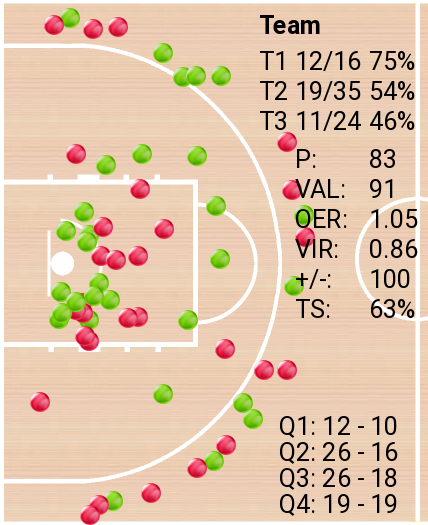 Team
T1 12/16 75%
T2 19/35 54%
T3 11/24 46%
P: 83
VAL: 91
OER: 1.05
VIR: 0.86
+/-: 100
TS: 63%
Q1: 12 - 10
Q2: 26 - 16
Q3: 26 - 18
Q4: 19 - 19